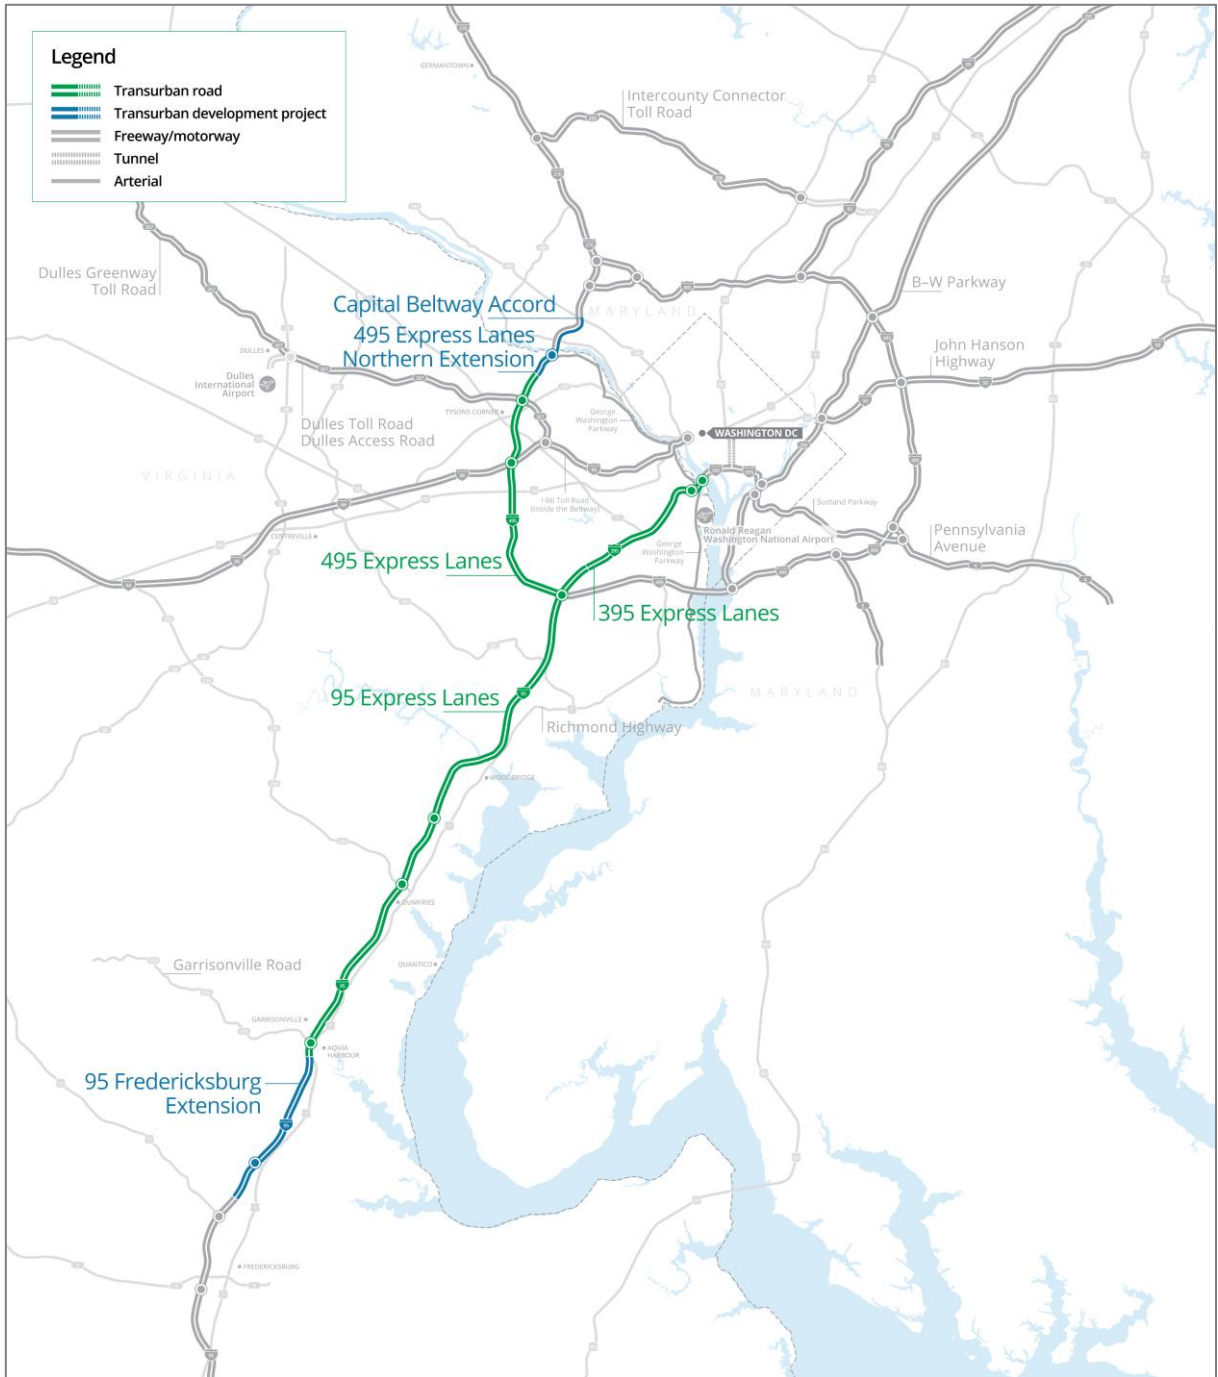 Legend
Transurban road
Transurban development project
Freeway/motorway
Tunnel
Arterial
GERMANTOWN
Intercounty Connector
Toll Road
Dulles Greenway
Toll Road
B–W Parkway
Capital Beltway Accord
MARYLAND
495 Express Lanes
Northern Extension
John Hanson
Highway
DULLES
Dulles
International
Airport
TYSONS CORNER
George
Washington
Parkway
Dulles Toll Road
Dulles Access Road
WASHINGTON DC
VIRGINIA
I-66 Toll Road
(Inside the Beltway)
Suitland Parkway
Ronald Reagan
Washington National Airport
Pennsylvania
Avenue
CENTREVILLE
George
Washington
Parkway
495 Express Lanes
395 Express Lanes
95 Express Lanes
MARYLAND
Richmond Highway
WOODBRIDGE
DUMFRIES
Garrisonville Road
QUANTICO
GARRISONVILLE
AQUIA
HARBOUR
95 Fredericksburg
Extension
95
FREDERICKSBURG